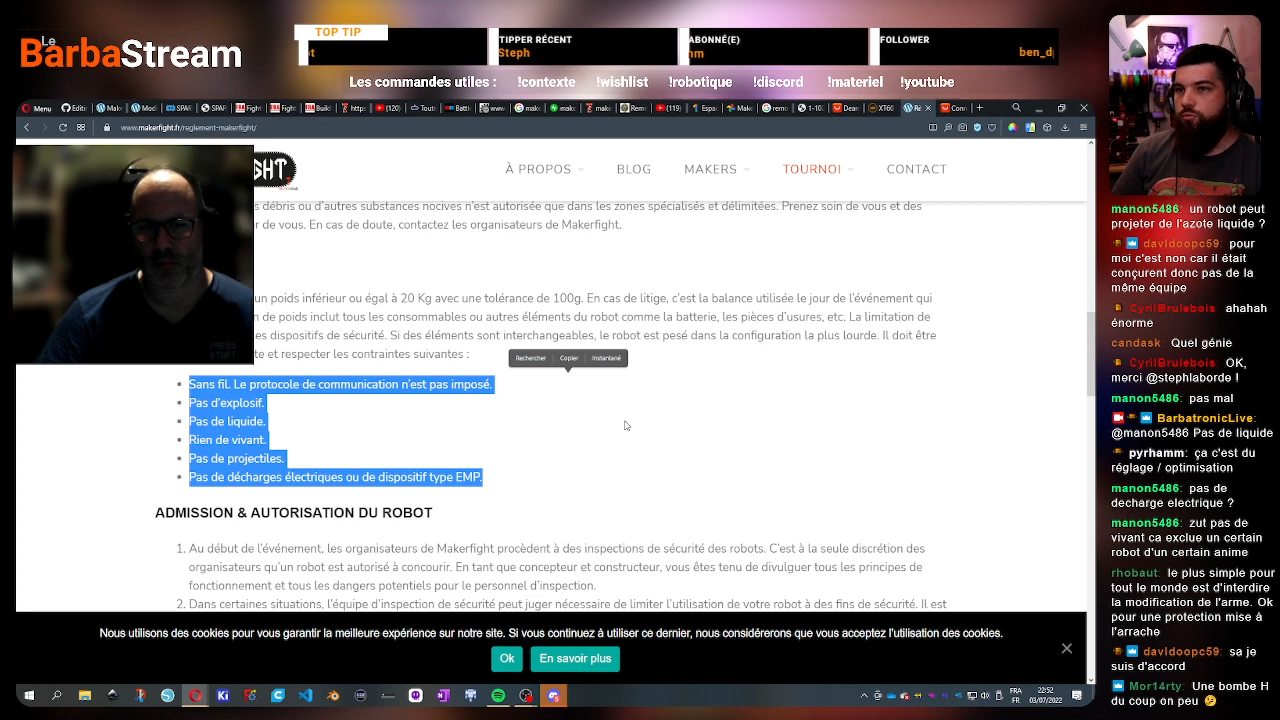 Le
BarbaStream
TOP TIP
TIPPER RÉCENT
Steph
ABONNÉ(E)
FOLLOWER
ben_d
Les commandes utiles : !contexte !wishlist !robotique !discord !materiel !youtube
Menu
www.makerfight.fr/reglement-makerfight/
À PROPOS
BLOG
MAKERS
TOURNOI
CONTACT
s débris ou d'autres substances nocives n'est autorisée que dans les zones spécialisés et délimitées. Prenez soin de vous et des
r de vous. En cas de doute, contactez les organisateurs de Makerfight.
un poids inférieur ou égal à 20 Kg avec une tolérance de 100g. En cas de litige, c'est la balance utilisée le jour de l'événement qui
n de poids inclut tous les consommables ou autres éléments du robot comme la batterie, les pièces d'usures, etc. La limitation de
es dispositifs de sécurité. Si des éléments sont interchangeables, le robot est pesé dans la configuration la plus lourde. Il doit être
te et respecter les contraintes suivantes :
Rechercher
Copier
Instantané
• Sans fil. Le protocole de communication n'est pas imposé.
• Pas d'explosif.
• Pas de liquide.
• Rien de vivant.
• Pas de projectiles.
• Pas de décharges électriques ou de dispositif type EMP.
ADMISSION & AUTORISATION DU ROBOT
1. Au début de l'événement, les organisateurs de Makerfight procèdent à des inspections de sécurité des robots. C'est à la seule discrétion des
organisateurs qu'un robot est autorisé à concourir. En tant que concepteur et constructeur, vous êtes tenu de divulguer tous les principes de
fonctionnement et tous les dangers potentiels pour le personnel d'inspection.
2. Dans certaines situations, l'équipe d'inspection de sécurité peut juger nécessaire de limiter l'utilisation de votre robot à des fins de sécurité. Il est
Nous utilisons des cookies pour vous garantir la meilleure expérience sur notre site. Si vous continuez à utiliser ce dernier, nous considérerons que vous acceptez l'utilisation des cookies.
Ok
En savoir plus
FRA
FR
22:52
03/07/2022
manon5486: un robot peut
projeter de l'azote liquide ?
davIdoopc59: pour
moi c'est non car il doit
conçurent pas de la
même équipe
CyrilBrulebois: ahahah
énorme
candask: Quel génie
CyrilBrulebois: OK,
merci @stephlaborde !
manon5486: pas mal
BarbatronicLive:
@manon5486 Pas de liquide
pyrhamm: ça c'est du
réglage / optimisation
manon5486: pas de
decharge electrique ?
manon5486: zut pas de
vivant ca exclue un certain
robot d'un certain anime
rhobaut: le plus simple pour
tout le monde est d'interdire
la modification de l'arme. Ok
pour une protection mise à
l'arrache
davIdoopc59: sa je
suis d'accord
Mor14rty: Une bombe H
du coup ?